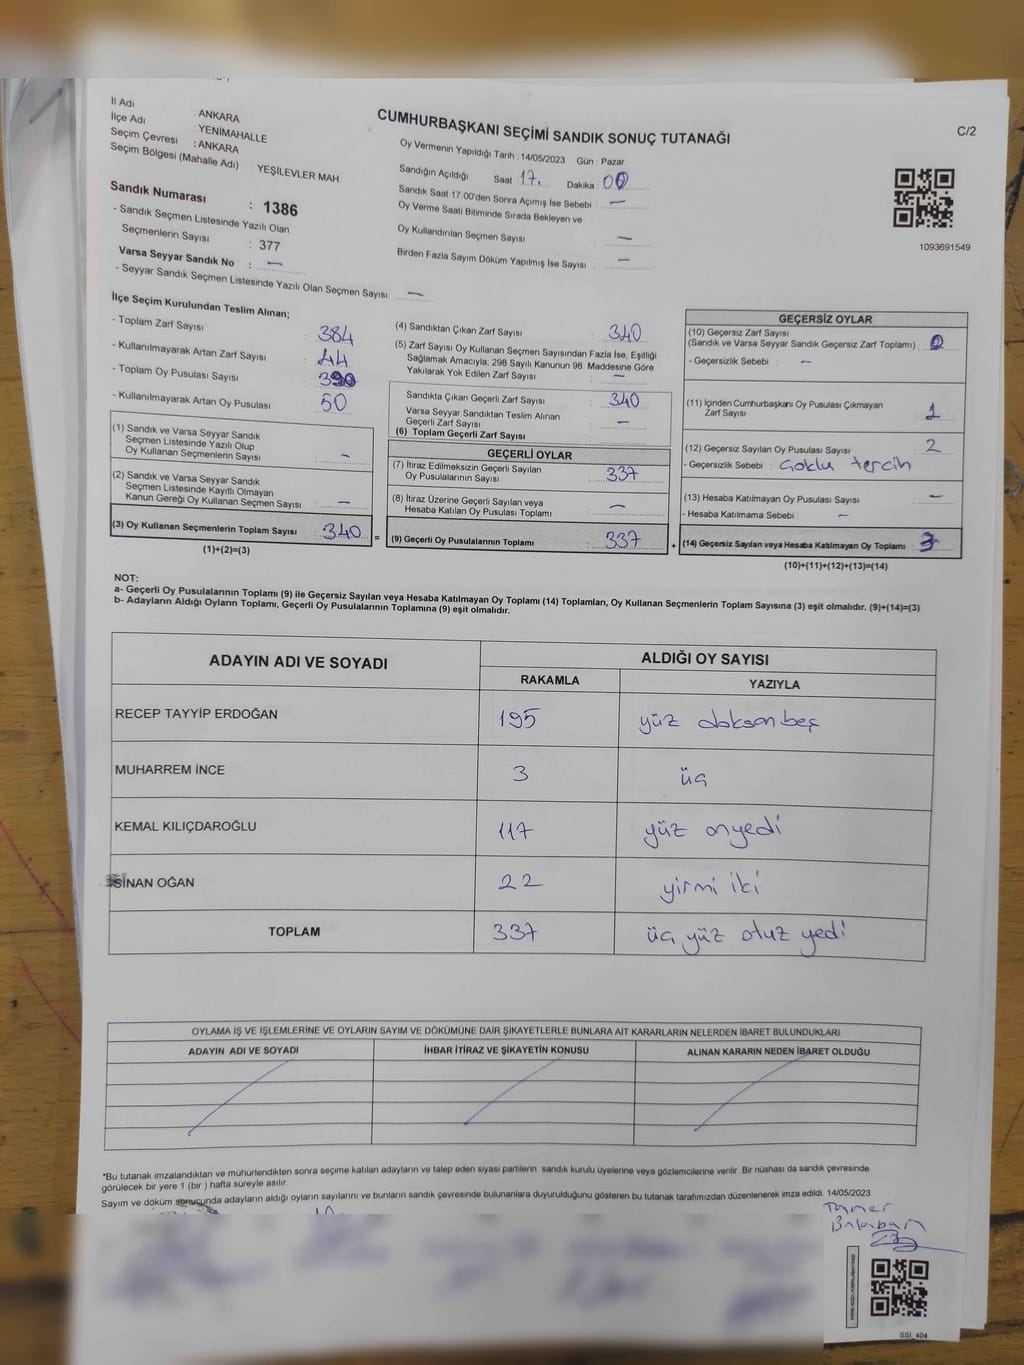 İl Adı : ANKARA
İlçe Adı : YENİMAHALLE
Seçim Çevresi : ANKARA
Seçim Bölgesi (Mahalle Adı) : YEŞİLEVLER MAH
Sandık Numarası : 1386
- Sandık Seçmen Listesinde Yazılı Olan
Seçmenlerin Sayısı : 377
Varsa Seyyar Sandık No : —
- Seyyar Sandık Seçmen Listesinde Yazılı Olan Seçmen Sayısı: —
CUMHURBAŞKANI SEÇİMİ SANDIK SONUÇ TUTANAĞI
C/2
Oy Vermenin Yapıldığı Tarih : 14/05/2023 Gün : Pazar
Sandığın Açıldığı Saat 17. Dakika : 00
Sandık Saat 17.00'den Sonra Açımış İse Sebebi : —
Oy Verme Saati Bitiminde Sırada Bekleyen ve
Oy Kullandırılan Seçmen Sayısı : —
Birden Fazla Sayım Döküm Yapılmış İse Sayısı : —
1093691549
İlçe Seçim Kurulundan Teslim Alınan;
- Toplam Zarf Sayısı : 384
- Kullanılmayarak Artan Zarf Sayısı : 44
- Toplam Oy Pusulası Sayısı : 390
- Kullanılmayarak Artan Oy Pusulası : 50
(1) Sandık ve Varsa Seyyar Sandık
Seçmen Listesinde Yazılı Olup
Oy Kullanan Seçmenlerin Sayısı : —
(2) Sandık ve Varsa Seyyar Sandık
Seçmen Listesinde Kayıtlı Olmayan
Kanun Gereği Oy Kullanan Seçmen Sayısı : —
(3) Oy Kullanan Seçmenlerin Toplam Sayısı : 340 =
(1)+(2)=(3)
(4) Sandıktan Çıkan Zarf Sayısı : 340
(5) Zarf Sayısı Oy Kullanan Seçmen Sayısından Fazla İse, Eşitliği
Sağlamak Amacıyla; 298 Sayılı Kanunun 98. Maddesine Göre
Yakılarak Yok Edilen Zarf Sayısı : —
Sandıkta Çıkan Geçerli Zarf Sayısı : 340
Varsa Seyyar Sandıktan Teslim Alınan
Geçerli Zarf Sayısı : —
(6) Toplam Geçerli Zarf Sayısı
GEÇERLİ OYLAR
(7) İtiraz Edilmeksizin Geçerli Sayılan
Oy Pusulalarının Sayısı : 337
(8) İtiraz Üzerine Geçerli Sayılan veya
Hesaba Katılan Oy Pusulası Toplamı : —
(9) Geçerli Oy Pusulalarının Toplamı : 337 +
GEÇERSİZ OYLAR
(10) Geçersiz Zarf Sayısı
(Sandık ve Varsa Seyyar Sandık Geçersiz Zarf Toplamı) : 0
- Geçersizlik Sebebi : —
(11) İçinden Cumhurbaşkanı Oy Pusulası Çıkmayan
Zarf Sayısı : 1
(12) Geçersiz Sayılan Oy Pusulası Sayısı : 2
- Geçersizlik Sebebi : Çoklu tercih
(13) Hesaba Katılmayan Oy Pusulası Sayısı : —
- Hesaba Katılmama Sebebi : —
(14) Geçersiz Sayılan veya Hesaba Katılmayan Oy Toplamı : 3
(10)+(11)+(12)+(13)=(14)
NOT:
a- Geçerli Oy Pusulalarının Toplamı (9) ile Geçersiz Sayılan veya Hesaba Katılmayan Oy Toplamı (14) Toplamları, Oy Kullanan Seçmenlerin Toplam Sayısına (3) eşit olmalıdır. (9)+(14)=(3)
b- Adayların Aldığı Oyların Toplamı, Geçerli Oy Pusulalarının Toplamına (9) eşit olmalıdır.
ADAYIN ADI VE SOYADI ALDIĞI OY SAYISI
RAKAMLA YAZIYLA
RECEP TAYYİP ERDOĞAN 195 yüz doksan beş
MUHARREM İNCE 3 üç
KEMAL KILIÇDAROĞLU 117 yüz onyedi
SİNAN OĞAN 22 yirmi iki
TOPLAM 337 üç yüz otuz yedi
OYLAMA İŞ VE İŞLEMLERİNE VE OYLARIN SAYIM VE DÖKÜMÜNE DAİR ŞİKAYETLERLE BUNLARA AİT KARARLARIN NELERDEN İBARET BULUNDUKLARI
ADAYIN ADI VE SOYADI İHBAR İTİRAZ VE ŞİKAYETİN KONUSU ALINAN KARARIN NEDEN İBARET OLDUĞU
*Bu tutanak imzalandıktan ve mühürlendikten sonra seçime katılan adayların ve talep eden siyasi partilerin sandık kurulu üyelerine veya gözlemcilerine verilir .Bir nüshası da sandık çevresinde
görülecek bir yere 1 (bir ) hafta süreyle asılır.
Sayım ve döküm sonucunda adayların aldığı oyların sayılarını ve bunların sandık çevresinde bulunanlara duyurulduğunu gösteren bu tutanak tarafımızdan düzenlenerek imza edildi. 14/05/2023
Tamer
Balaban
SSI_404